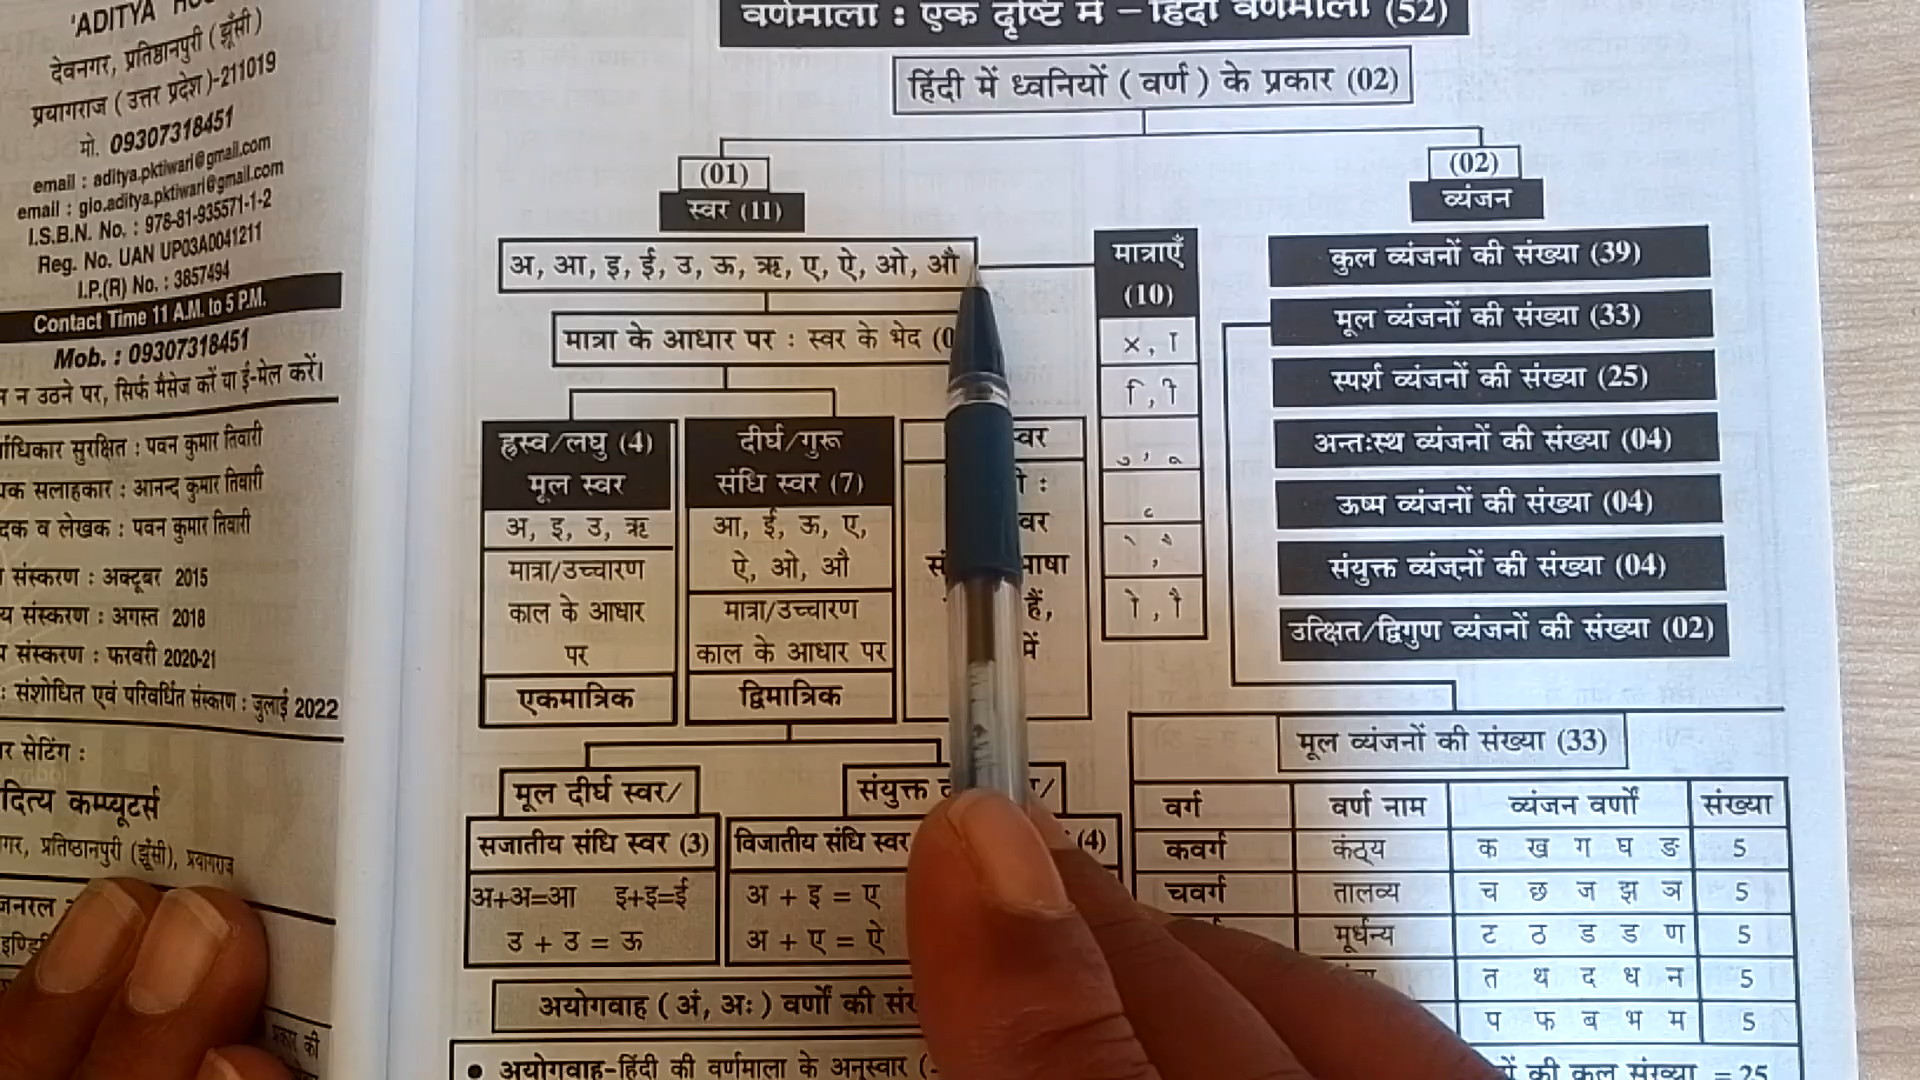 'ADITYA
देवनगर, प्रतिष्ठानपुरी ( झूँसी )
प्रयागराज ( उत्तर प्रदेश )-211019
मो. 09307318451
email : aditya.pktiwari@gmail.com
email : glo.aditya.pktiwari@gmail.com
I.S.B.N. No. : 978-81-935571-1-2
Reg. No. UAN UP03A0041211
I.P.(R) No. : 3857494
Contact Time 11 A.M. to 5 P.M.
Mob. : 09307318451
न उठने पर, सिर्फ मैसेज करें या ई-मेल करें।
सुरक्षित : पवन कुमार तिवारी
सलाहकार : आनन्द कुमार तिवारी
व लेखक : पवन कुमार तिवारी
संस्करण : अक्टूबर 2015
संस्करण : अगस्त 2018
संस्करण : फरवरी 2020-21
: संशोधित एवं परिवर्धित संस्करण : जुलाई 2022
सेटिंग :
कम्प्यूटर्स
प्रतिष्ठानपुरी (झूँसी), प्रयागराज
वर्णमाला : एक दृष्टि में – हिंदी वर्णमाला (52)
हिंदी में ध्वनियों ( वर्ण ) के प्रकार (02)
(01)
स्वर (11)
अ, आ, इ, ई, उ, ऊ, ऋ, ए, ऐ, ओ, औ
मात्रा के आधार पर : स्वर के भेद (0
ह्रस्व/लघु (4)
मूल स्वर
अ, इ, उ, ऋ
मात्रा/उच्चारण
काल के आधार
पर
एकमात्रिक
दीर्घ/गुरू
संधि स्वर (7)
आ, ई, ऊ, ए,
ऐ, ओ, औ
मात्रा/उच्चारण
काल के आधार पर
द्विमात्रिक
हैं,
में
मात्राएँ
(10)
×, ा
ि, ी
ु, ू
ृ
े, ै
ो, ौ
मूल दीर्घ स्वर/
सजातीय संधि स्वर (3)
अ+अ=आ इ+इ=ई
उ + उ = ऊ
संयुक्त
विजातीय संधि स्वर (4)
अ + इ = ए
अ + ए = ऐ
अयोगवाह ( अं, अः ) वर्णों की
• अयोगवाह-हिंदी की वर्णमाला के अनुस्वार (
(02)
व्यंजन
कुल व्यंजनों की संख्या (39)
मूल व्यंजनों की संख्या (33)
स्पर्श व्यंजनों की संख्या (25)
अन्तःस्थ व्यंजनों की संख्या (04)
ऊष्म व्यंजनों की संख्या (04)
संयुक्त व्यंजनों की संख्या (04)
उत्क्षित/द्विगुण व्यंजनों की संख्या (02)
मूल व्यंजनों की संख्या (33)
वर्ग वर्ण नाम व्यंजन वर्णों संख्या
कवर्ग कंठ्य क ख ग घ ङ 5
चवर्ग तालव्य च छ ज झ ञ 5
मूर्धन्य ट ठ ड ड ण 5
त थ द ध न 5
प फ ब भ म 5
की कुल संख्या = 25